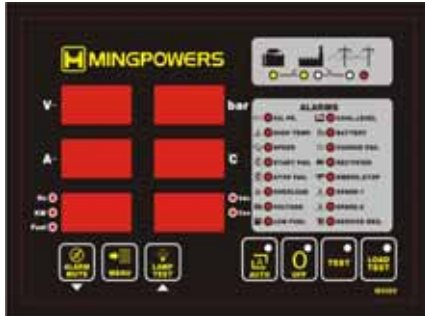 MINGPOWERS
V~
bar
A~
C
Hz
KW
Fuel
ALARMS
OIL PR.
COOL.LEVEL
HIGH TEMP.
BATTERY
SPEED
CHARGE FAIL
START FAIL
RECTIFIER
STOP FAIL
EMERG.STOP
OVERLOAD
SPARE-1
VOLTAGE
SPARE-2
LOW FUEL
SERVICE REQ.
ALARM
MUTE
MENU
LAMP
TEST
AUTO
OFF
TEST
LOAD
TEST